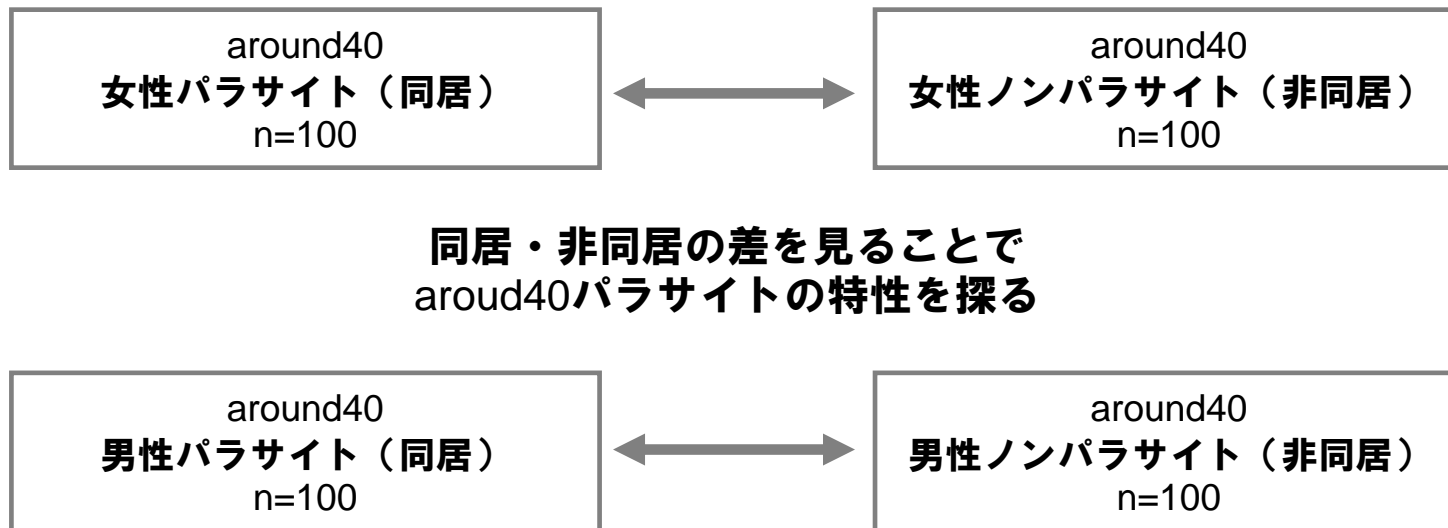 around40
女性パラサイト（同居）
n=100
around40
女性ノンパラサイト（非同居）
n=100
同居・非同居の差を見ることで
aroud40パラサイトの特性を探る
around40
男性パラサイト（同居）
n=100
around40
男性ノンパラサイト（非同居）
n=100